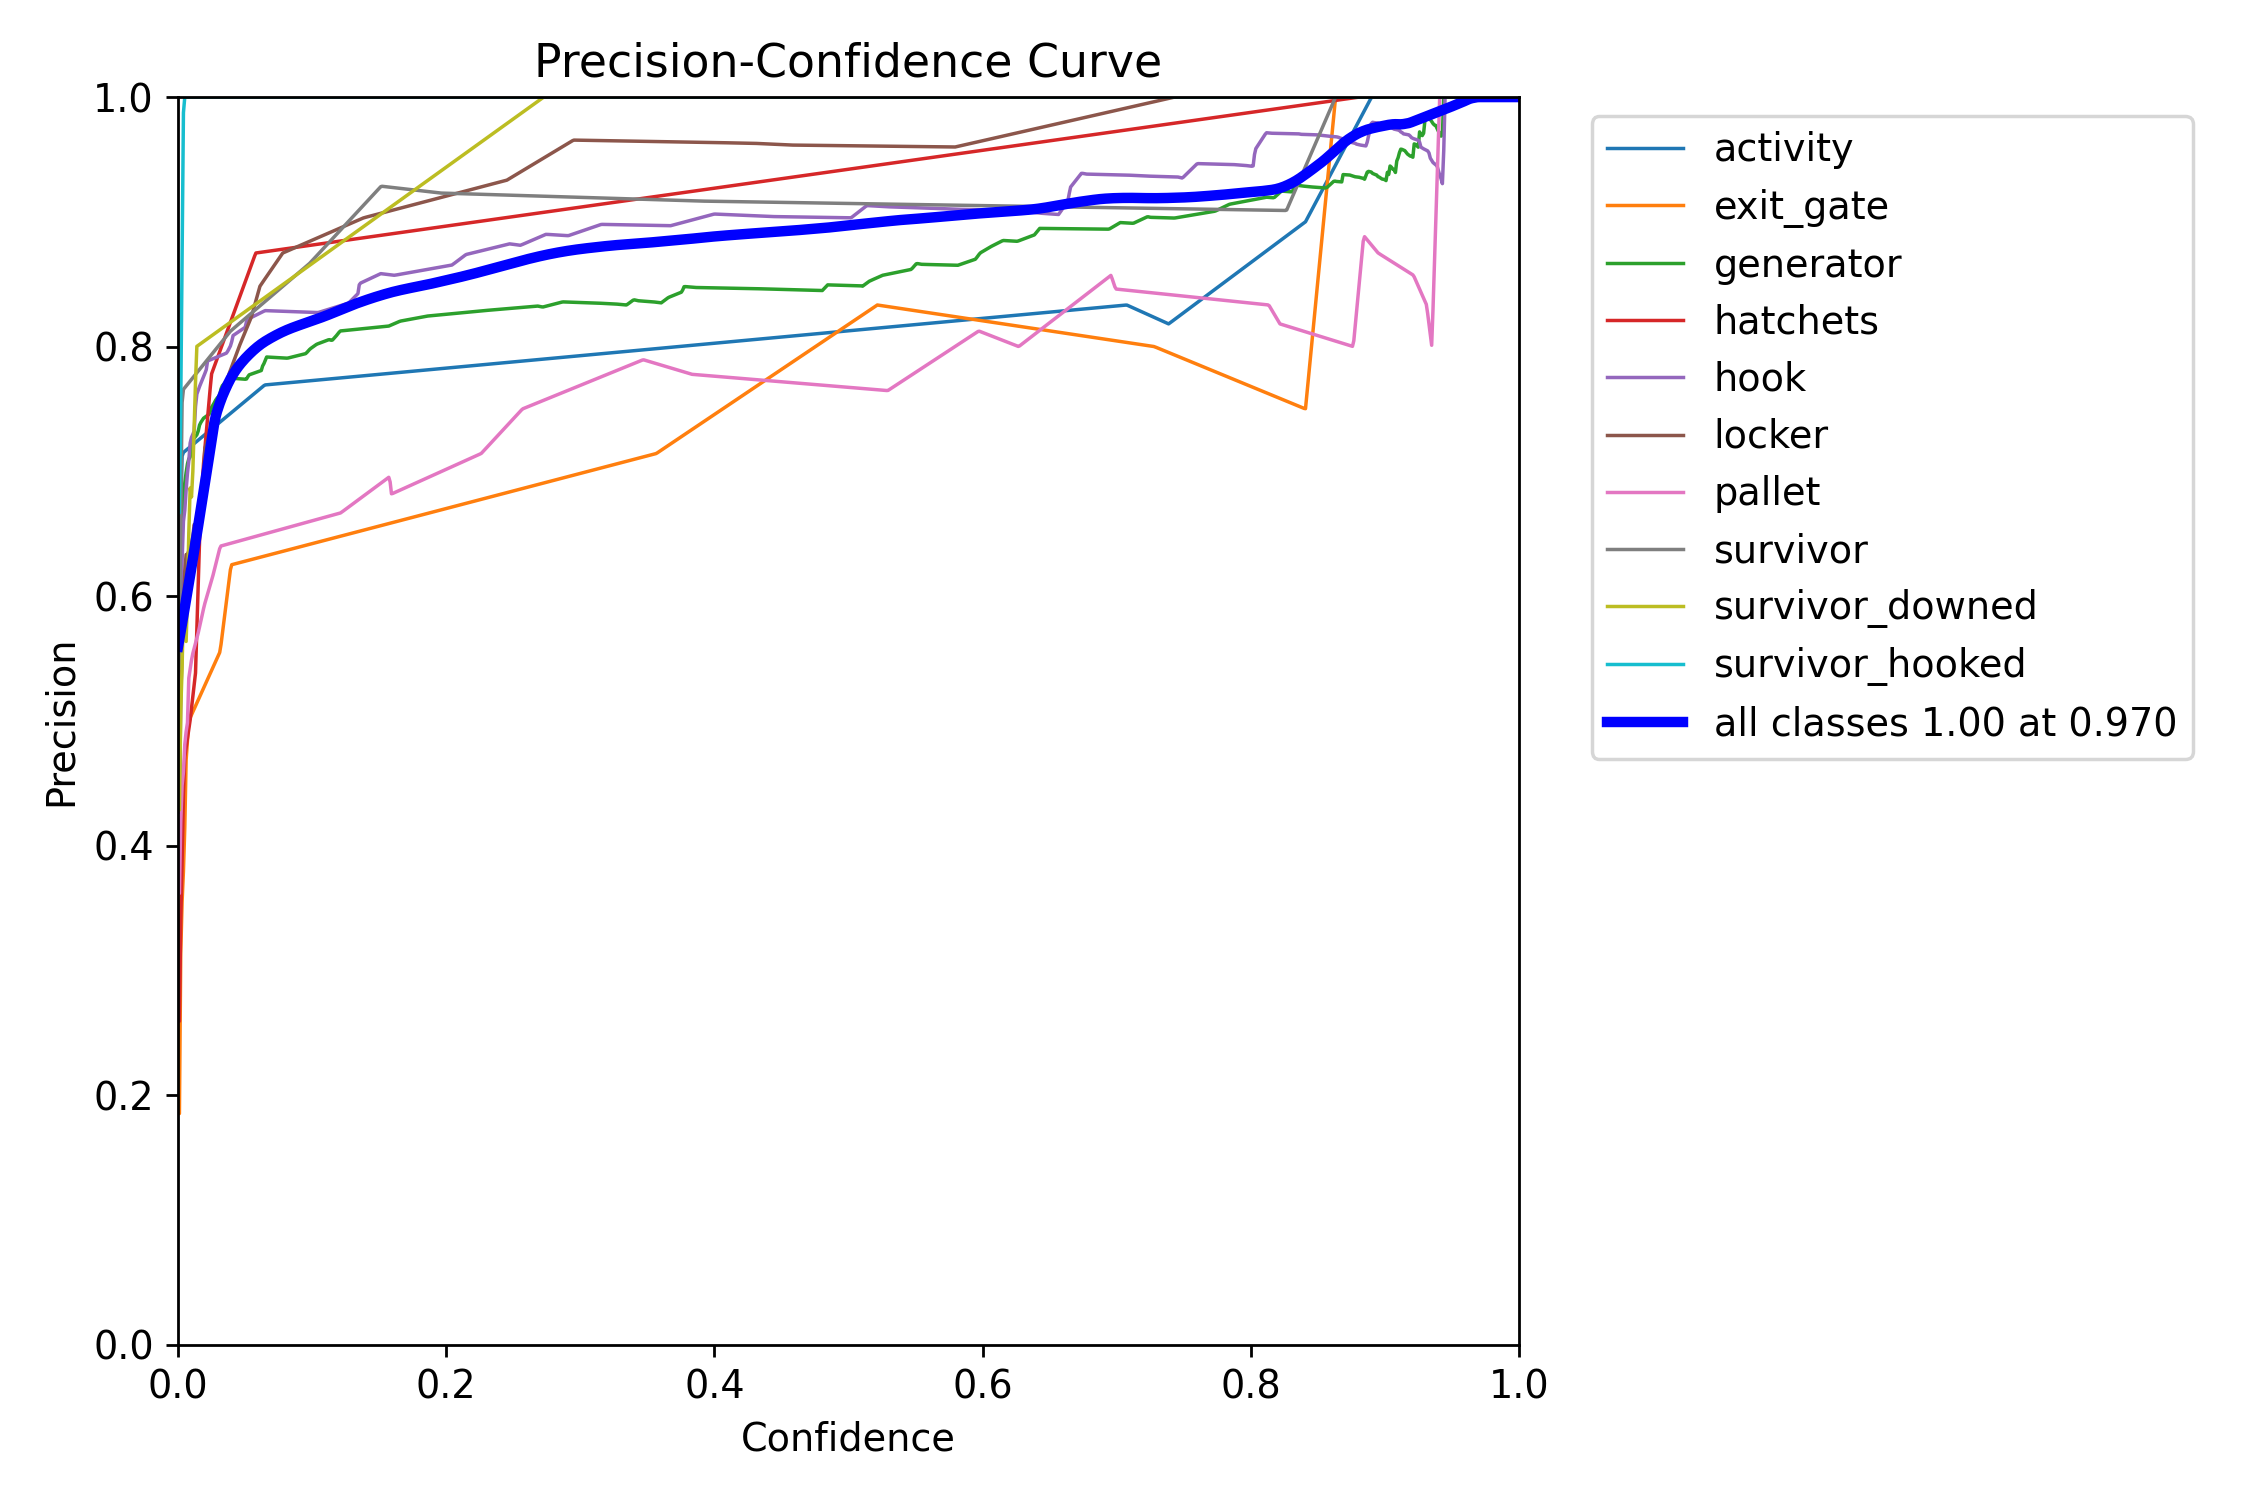 Precision-Confidence Curve
1.0
0.8
0.6
0.4
0.2
0.0
Precision
0.0 0.2 0.4 0.6 0.8 1.0
Confidence
activity
exit_gate
generator
hatchets
hook
locker
pallet
survivor
survivor_downed
survivor_hooked
all classes 1.00 at 0.970